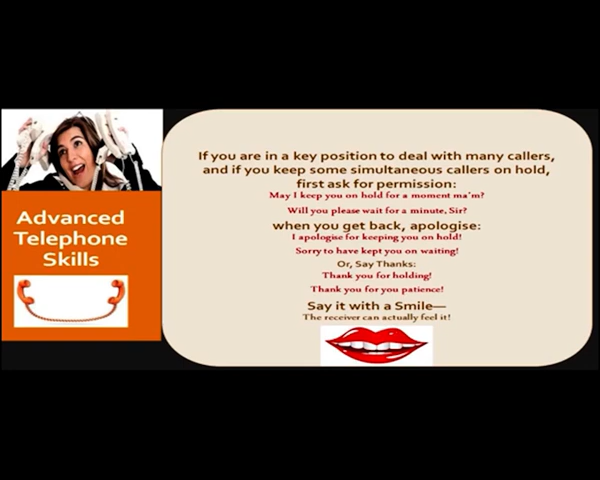 Advanced
Telephone
Skills
If you are in a key position to deal with many callers,
and if you keep some simultaneous callers on hold,
first ask for permission:
May I keep you on hold for a moment ma'm?
Will you please wait for a minute, Sir?
when you get back, apologise:
I apologise for keeping you on hold!
Sorry to have kept you on waiting!
Or, Say Thanks:
Thank you for holding!
Thank you for you patience!
Say it with a Smile—
The receiver can actually feel it!